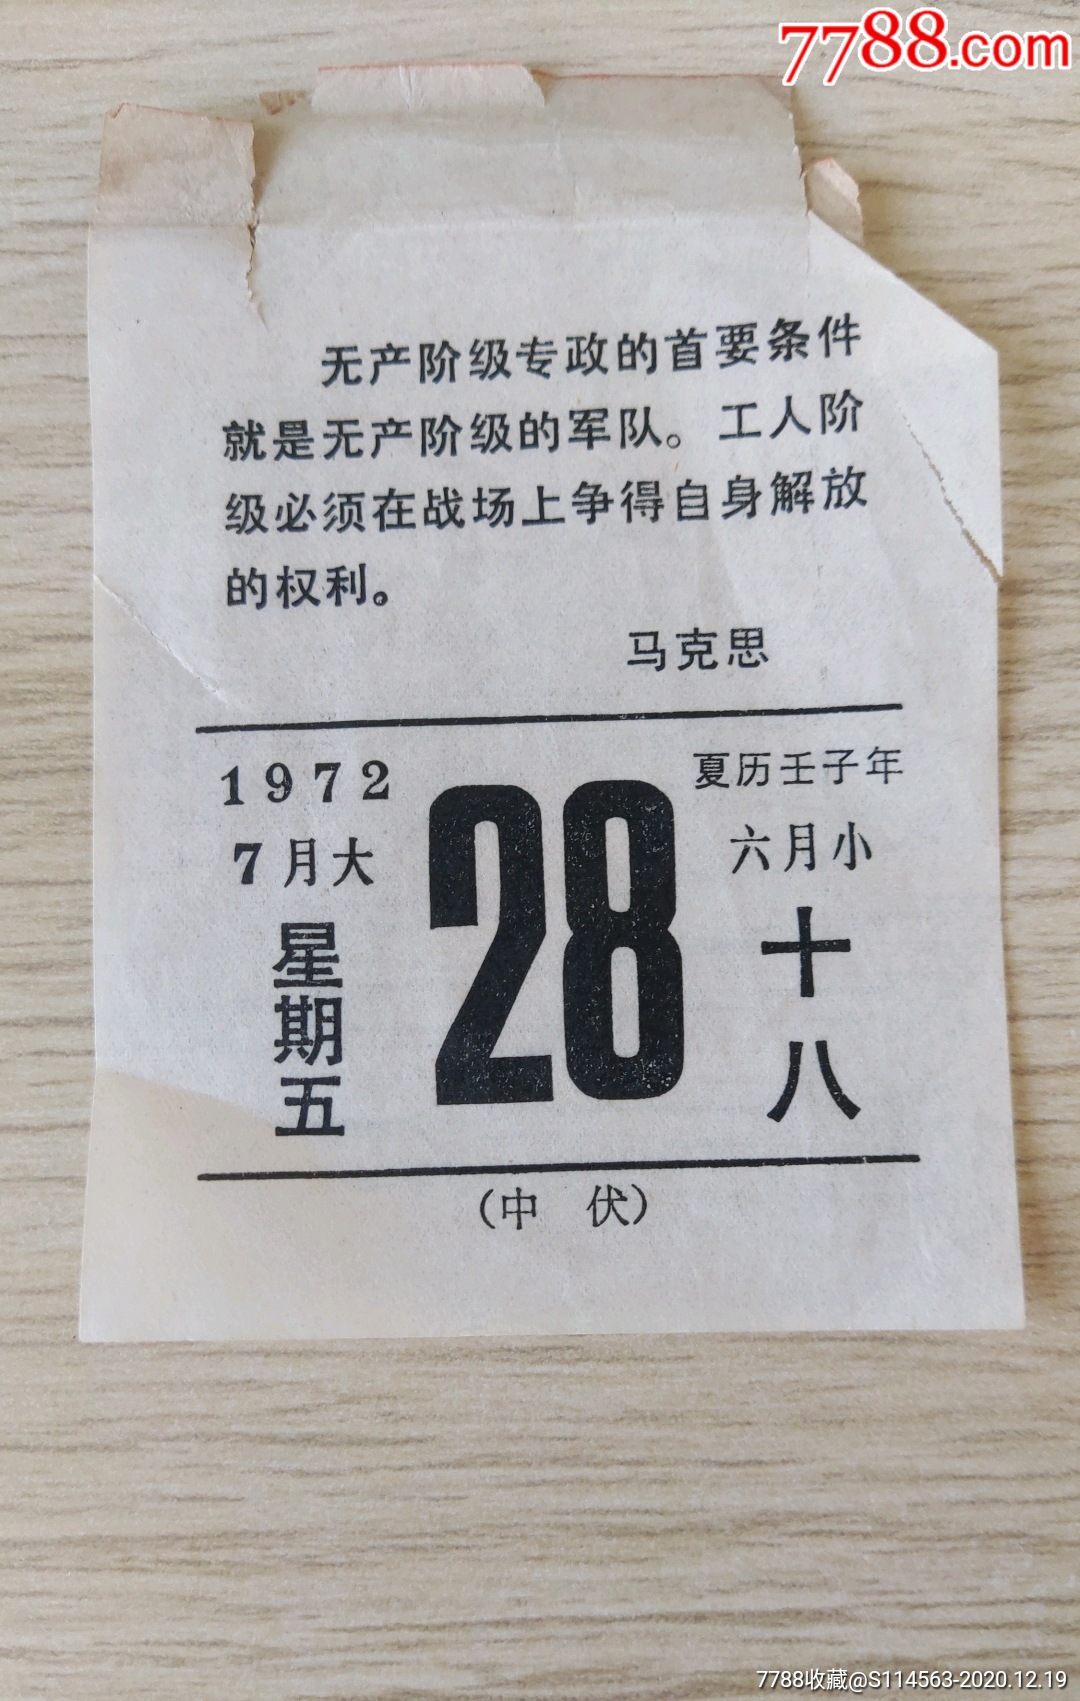 7788.com
无产阶级专政的首要条件
就是无产阶级的军队。工人阶
级必须在战场上争得自身解放
的权利。
马克思
1972
7月大
星期五
28
夏历壬子年
六月小
十八
(中 伏)
7788收藏@S114563-2020.12.19